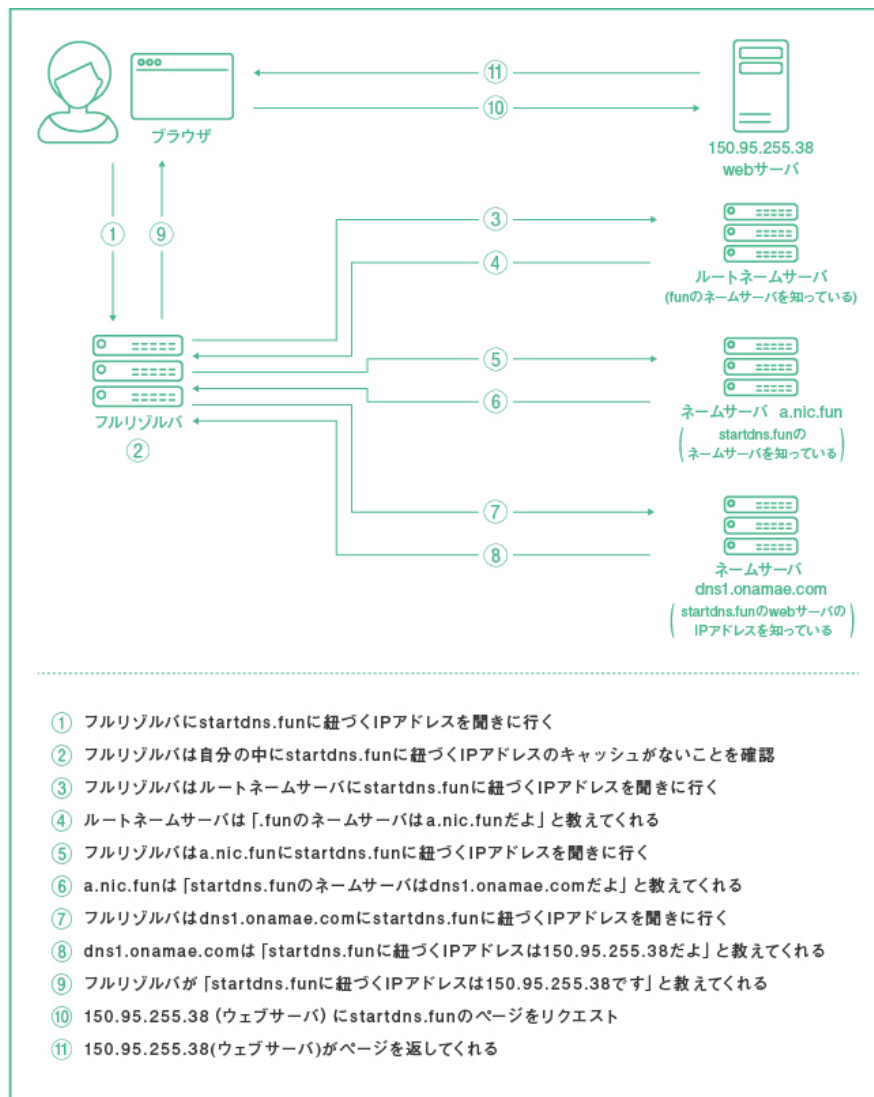 ⑪
⑩
ブラウザ
150.95.255.38
webサーバ
①
⑨
③
④
ルートネームサーバ
(funのネームサーバを知っている)
⑤
⑥
フルリゾルバ
②
ネームサーバ a.nic.fun
(startdns.funの
ネームサーバを知っている)
⑦
⑧
ネームサーバ
dns1.onamae.com
(startdns.funのwebサーバの
IPアドレスを知っている)
① フルリゾルバにstartdns.funに紐づくIPアドレスを聞きに行く
② フルリゾルバは自分の中にstartdns.funに紐づくIPアドレスのキャッシュがないことを確認
③ フルリゾルバはルートネームサーバにstartdns.funに紐づくIPアドレスを聞きに行く
④ ルートネームサーバは「.funのネームサーバはa.nic.funだよ」と教えてくれる
⑤ フルリゾルバはa.nic.funにstartdns.funに紐づくIPアドレスを聞きに行く
⑥ a.nic.funは「startdns.funのネームサーバはdns1.onamae.comだよ」と教えてくれる
⑦ フルリゾルバはdns1.onamae.comにstartdns.funに紐づくIPアドレスを聞きに行く
⑧ dns1.onamae.comは「startdns.funに紐づくIPアドレスは150.95.255.38だよ」と教えてくれる
⑨ フルリゾルバが「startdns.funに紐づくIPアドレスは150.95.255.38です」と教えてくれる
⑩ 150.95.255.38 (ウェブサーバ) にstartdns.funのページをリクエスト
⑪ 150.95.255.38(ウェブサーバ)がページを返してくれる